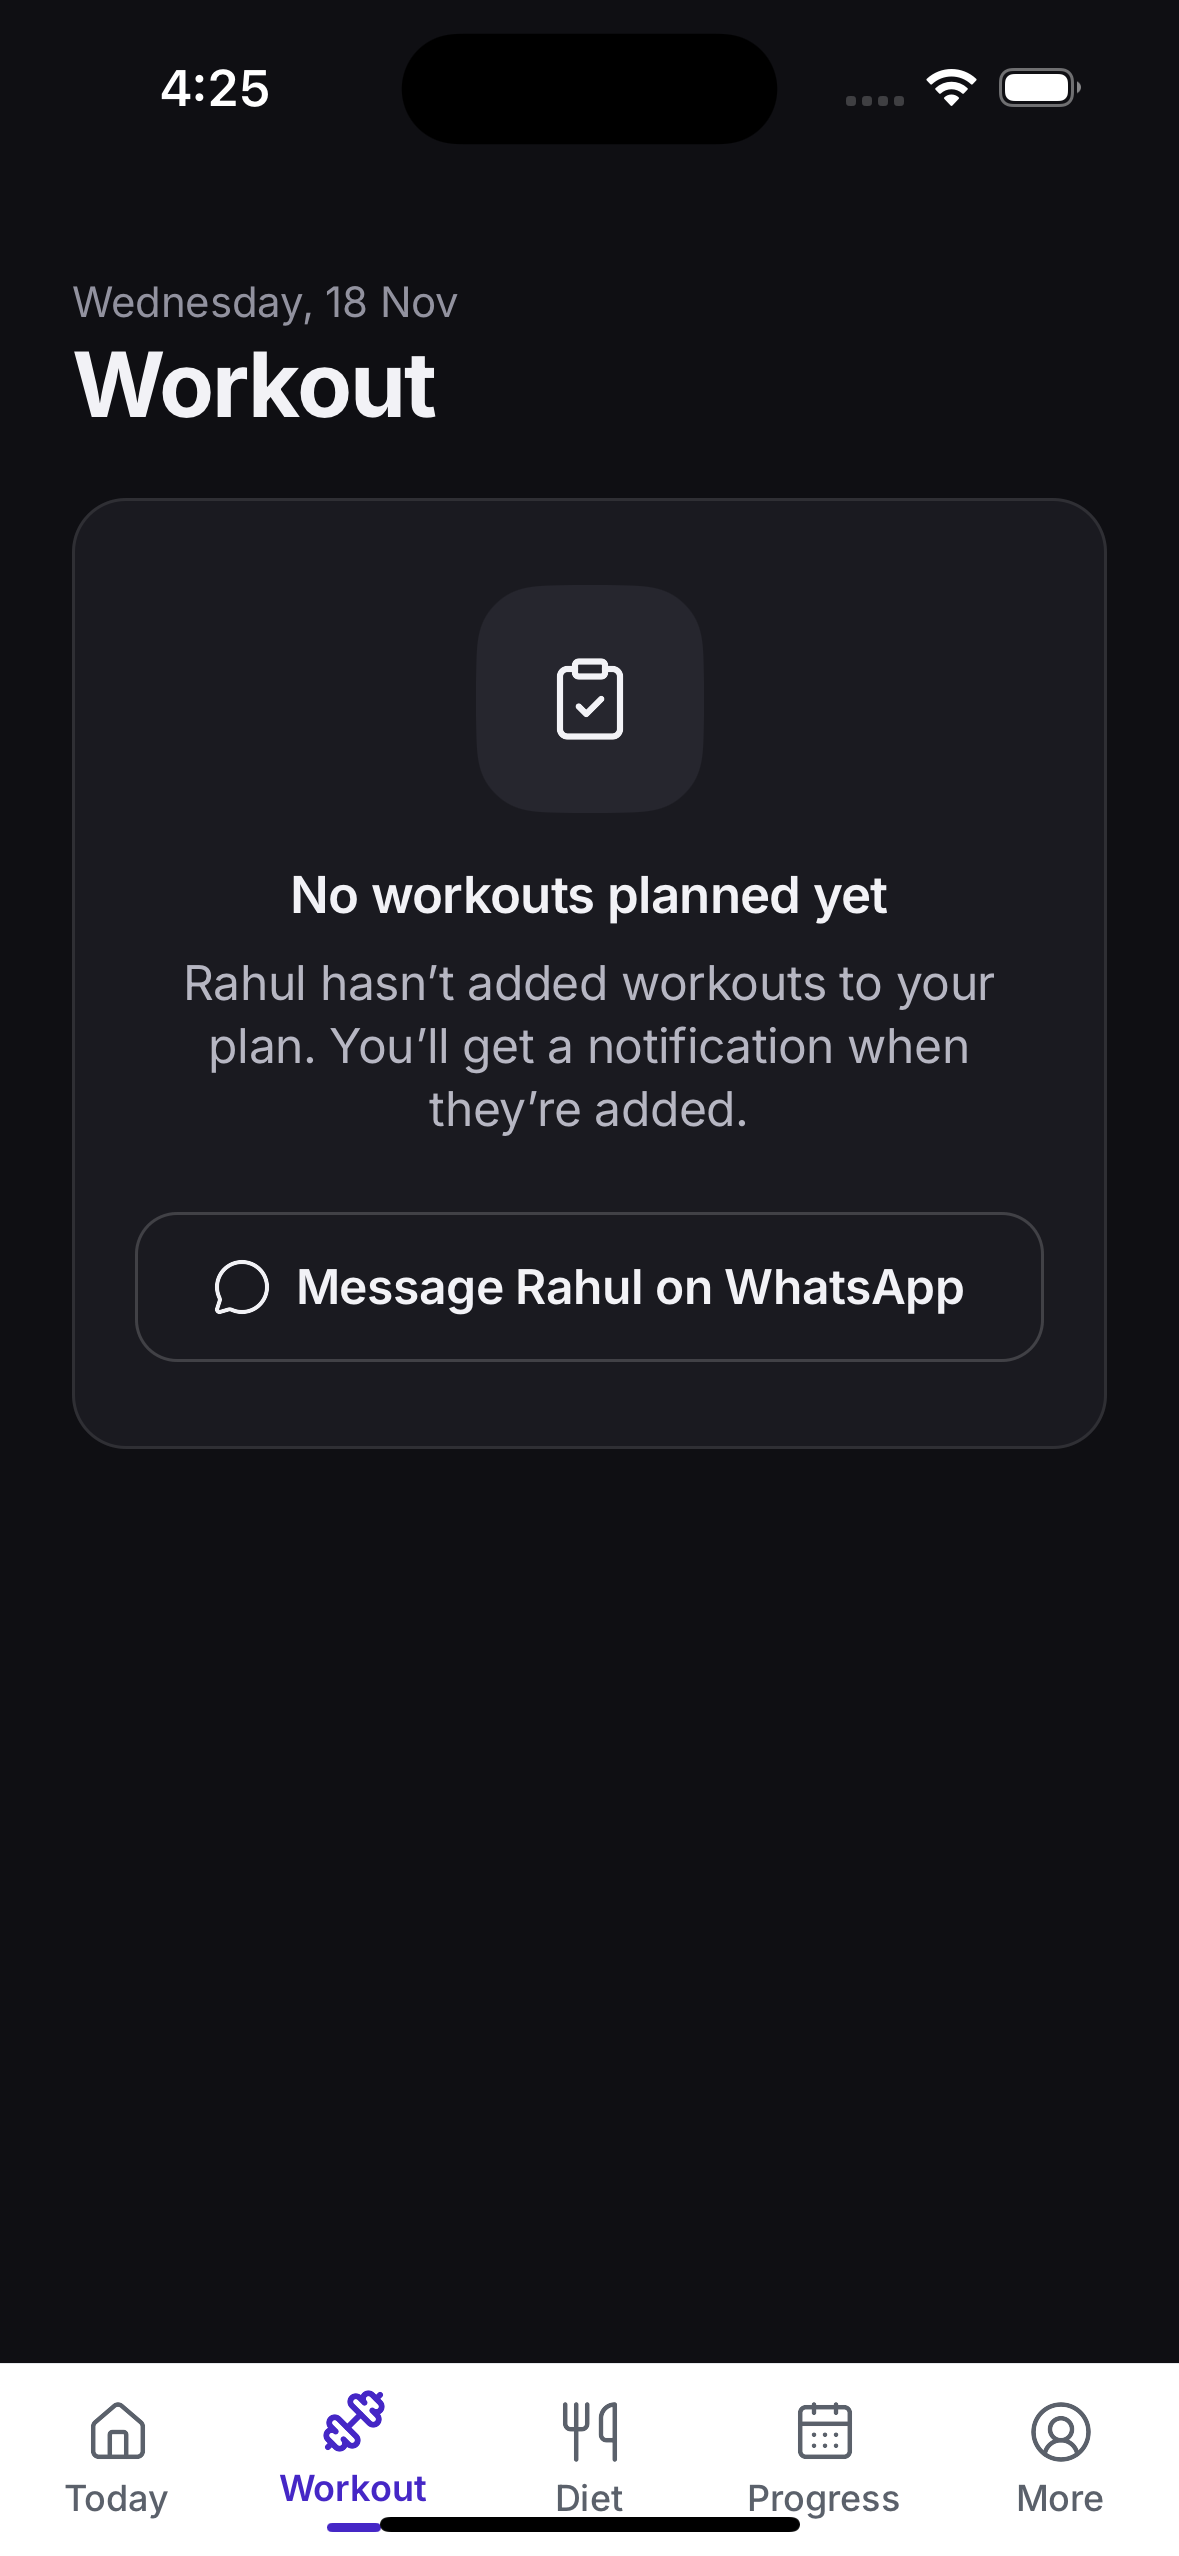 4:25
Wednesday, 18 Nov
Workout
No workouts planned yet
Rahul hasn’t added workouts to your
plan. You’ll get a notification when
they’re added.
Message Rahul on WhatsApp
Today
Workout
Diet
Progress
More